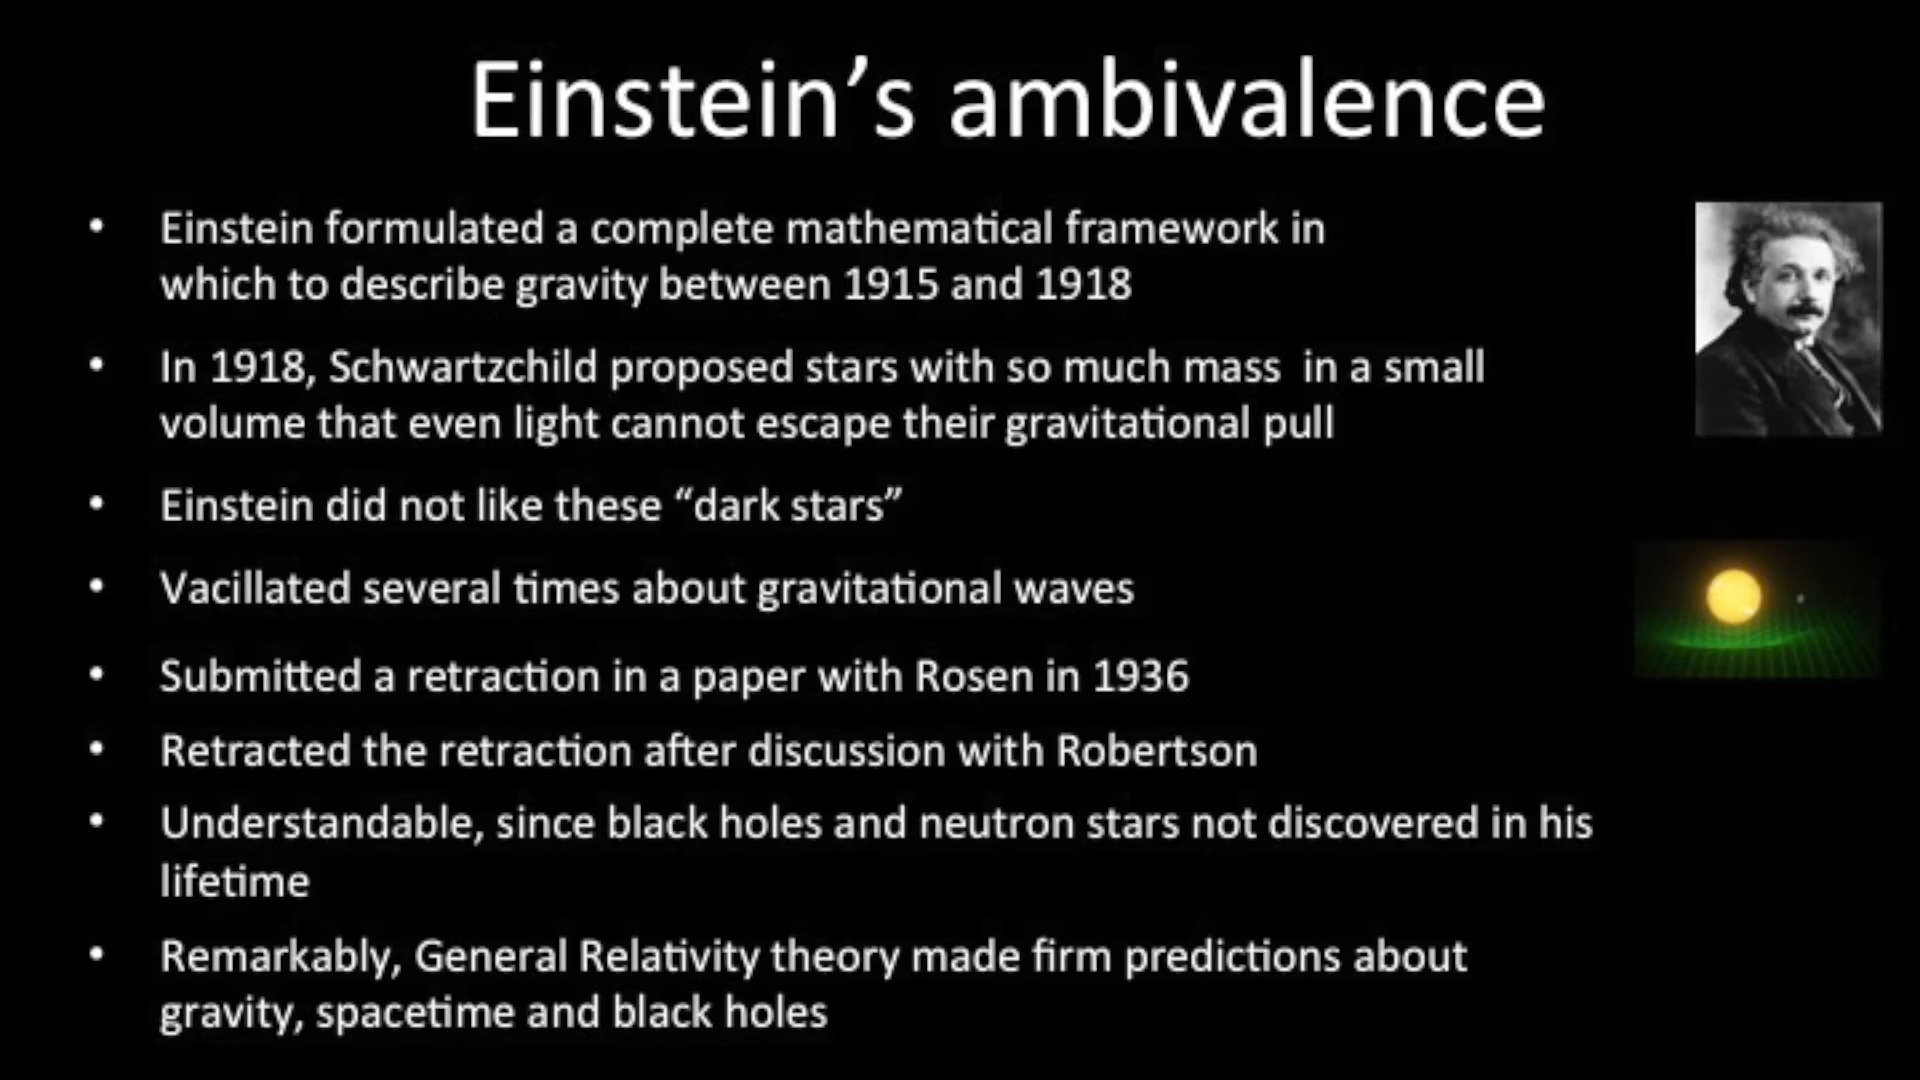 Einstein’s ambivalence
• Einstein formulated a complete mathematical framework in
which to describe gravity between 1915 and 1918
• In 1918, Schwartzchild proposed stars with so much mass  in a small
volume that even light cannot escape their gravitational pull
• Einstein did not like these “dark stars”
• Vacillated several times about gravitational waves
• Submitted a retraction in a paper with Rosen in 1936
• Retracted the retraction after discussion with Robertson
• Understandable, since black holes and neutron stars not discovered in his
lifetime
• Remarkably, General Relativity theory made firm predictions about
gravity, spacetime and black holes